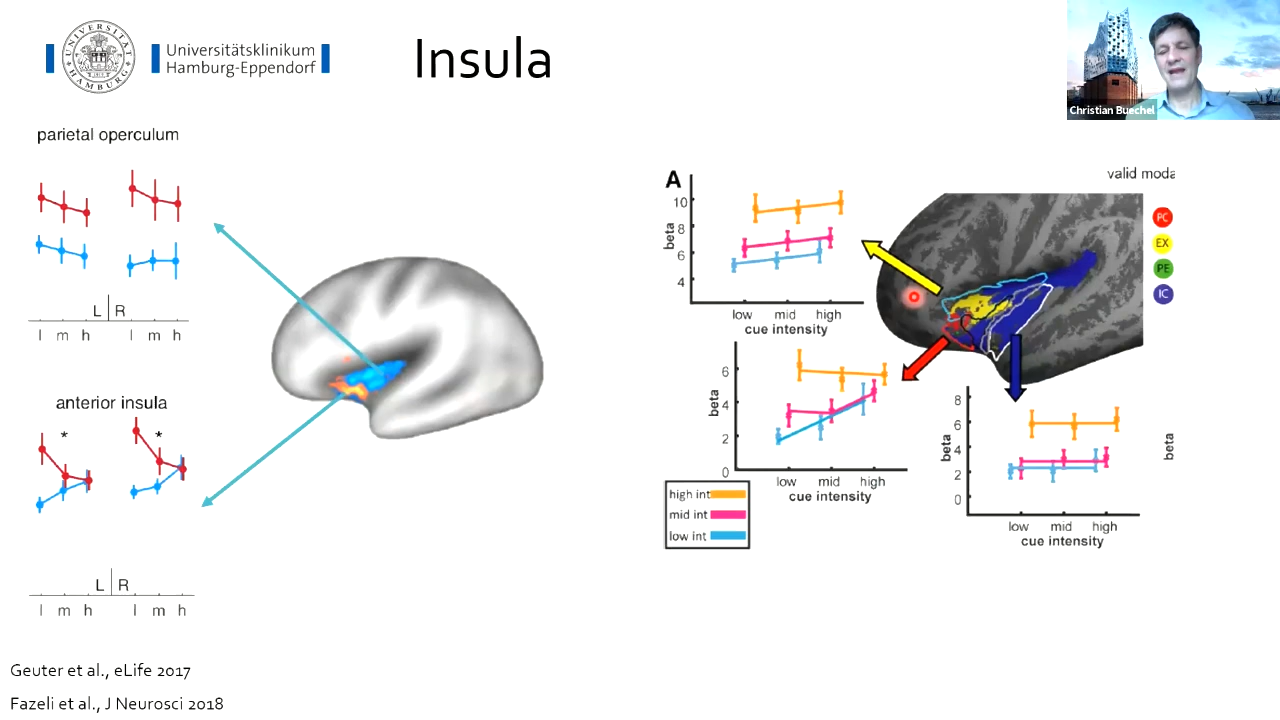 UNIVERSITÄTS
HAMBURG
Universitätsklinikum
Hamburg-Eppendorf
Insula
Christian Buechel
parietal operculum
L R
l m h l m h
anterior insula
*
*
L R
l m h l m h
A
valid moda
PC
EX
PE
IC
beta
10
8
6
4
low mid high
cue intensity
beta
6
4
2
0
low mid high
cue intensity
high int
mid int
low int
beta
8
6
4
2
0
low mid high
cue intensity
beta
Geuter et al., eLife 2017
Fazeli et al., J Neurosci 2018